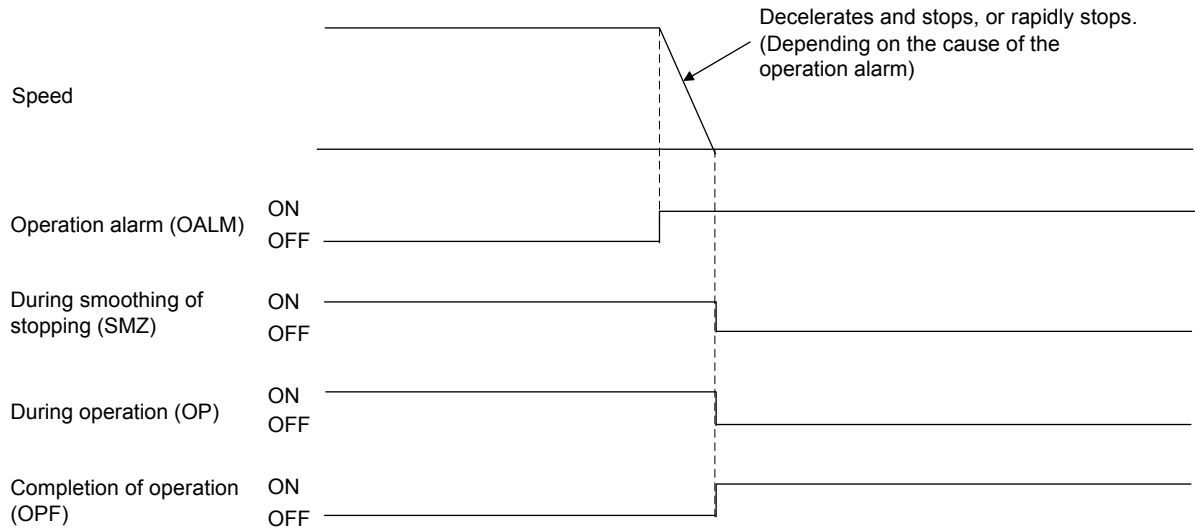 Decelerates and stops, or rapidly stops.
(Depending on the cause of the
operation alarm)
Speed
Operation alarm (OALM)
ON
OFF
During smoothing of
stopping (SMZ)
ON
OFF
During operation (OP)
ON
OFF
Completion of operation
(OPF)
ON
OFF